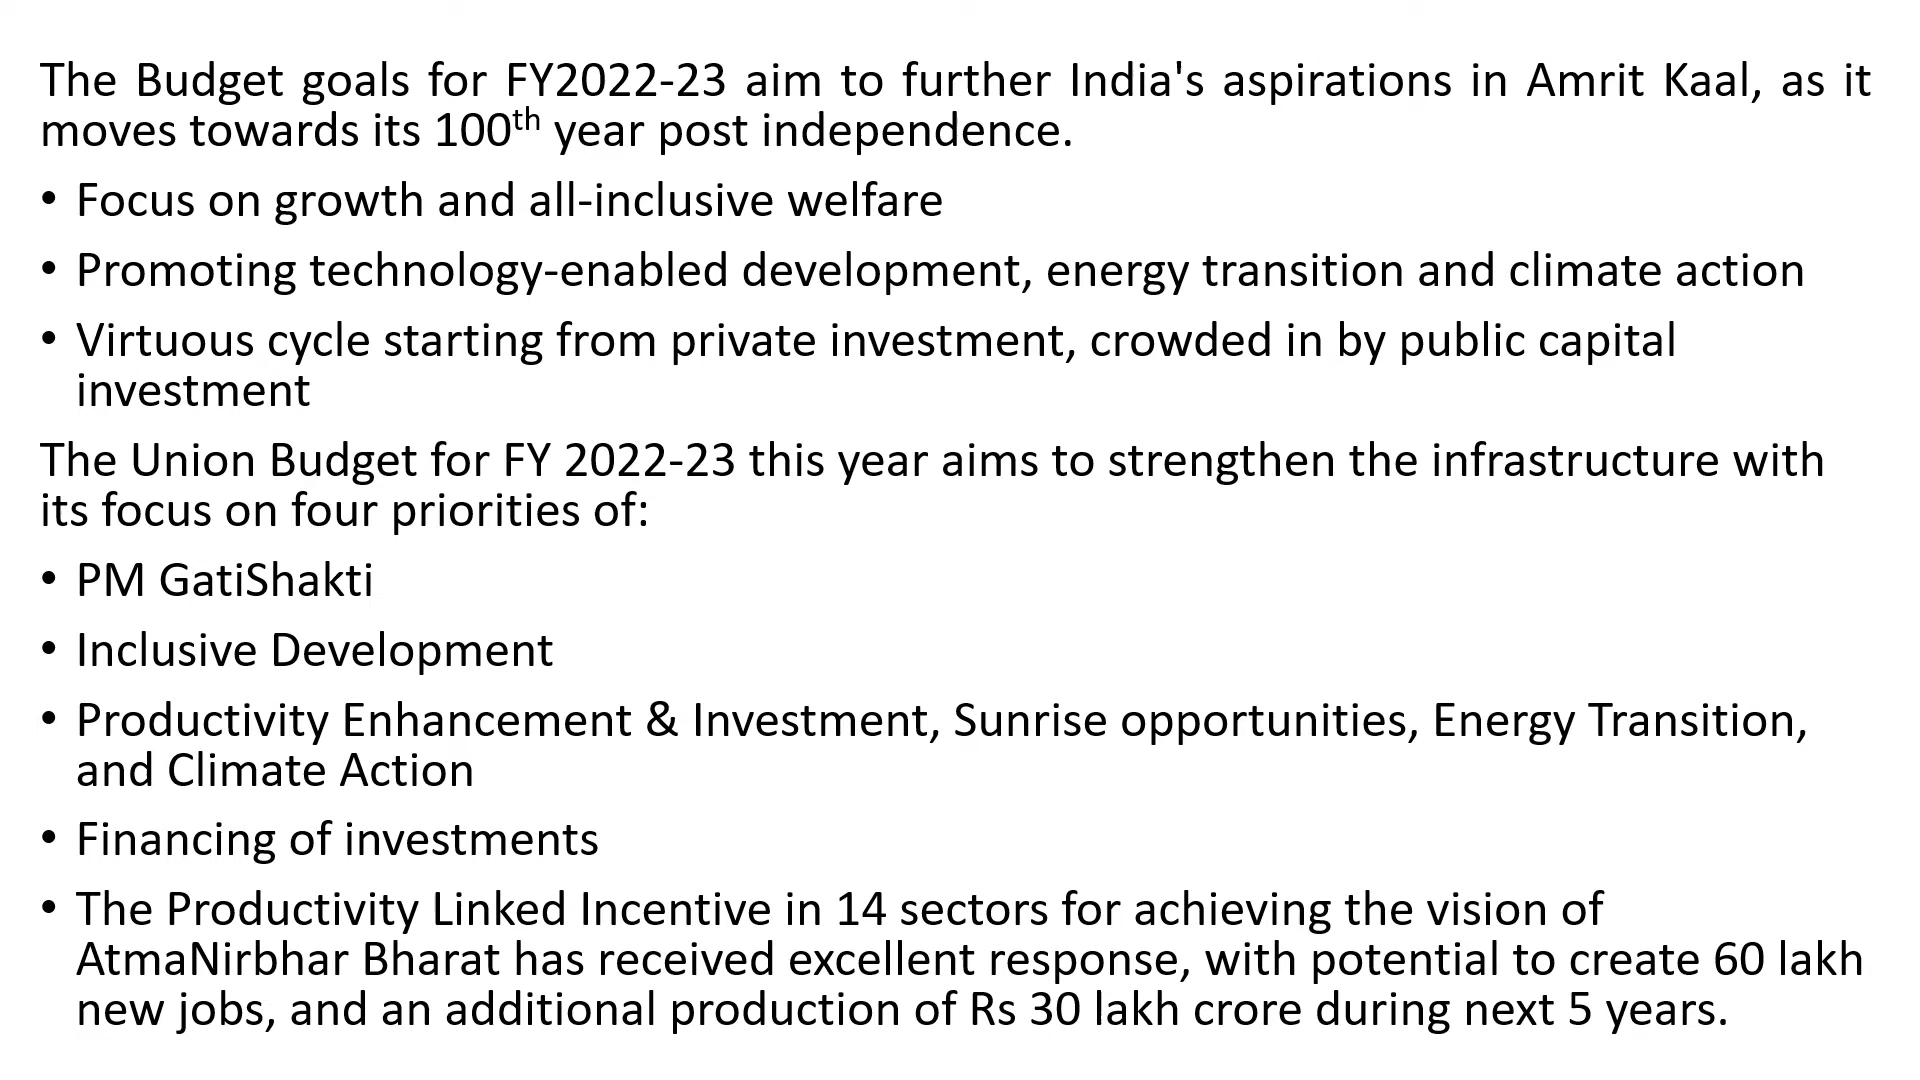 The Budget goals for FY2022-23 aim to further India's aspirations in Amrit Kaal, as it
moves towards its 100th year post independence.
• Focus on growth and all-inclusive welfare
• Promoting technology-enabled development, energy transition and climate action
• Virtuous cycle starting from private investment, crowded in by public capital
investment
The Union Budget for FY 2022-23 this year aims to strengthen the infrastructure with
its focus on four priorities of:
• PM GatiShakti
• Inclusive Development
• Productivity Enhancement & Investment, Sunrise opportunities, Energy Transition,
and Climate Action
• Financing of investments
• The Productivity Linked Incentive in 14 sectors for achieving the vision of
AtmaNirbhar Bharat has received excellent response, with potential to create 60 lakh
new jobs, and an additional production of Rs 30 lakh crore during next 5 years.